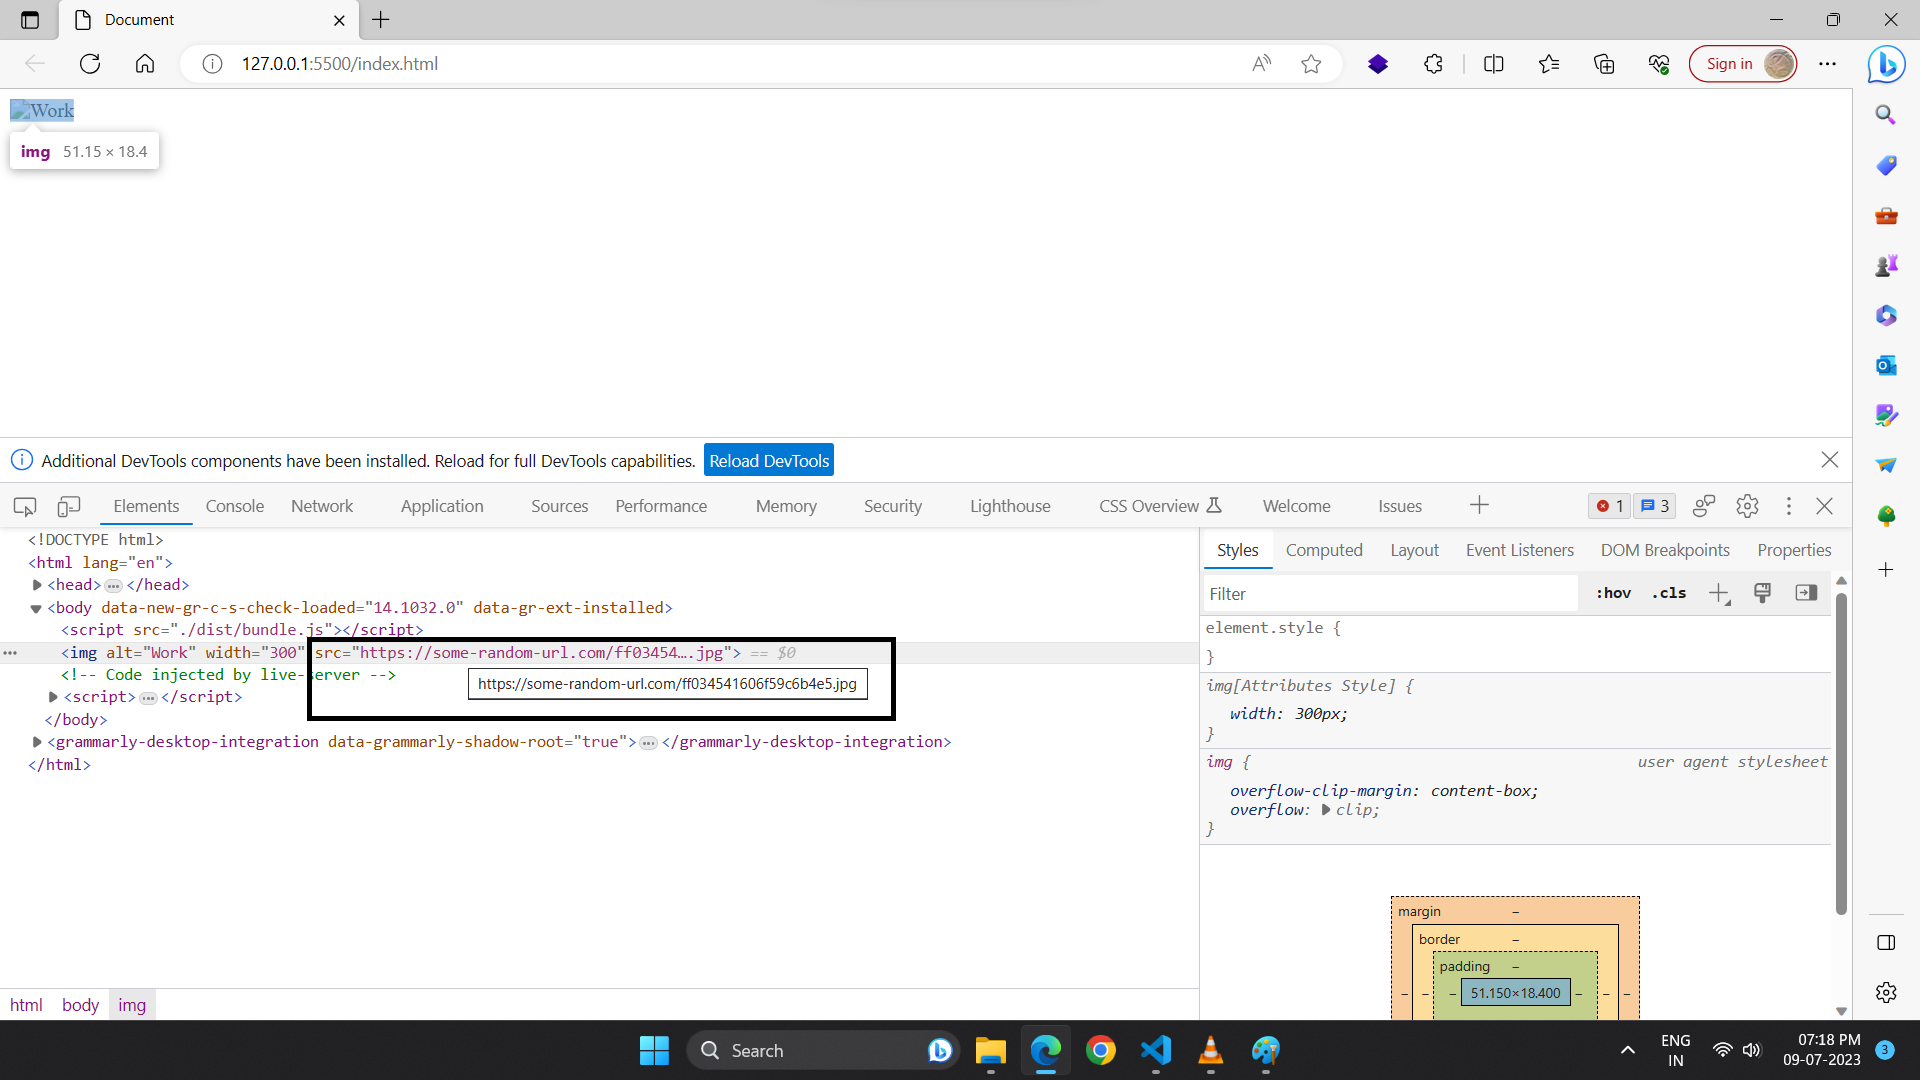 Document
127.0.0.1:5500/index.html
Sign in
Work
img 51.15 × 18.4
Additional DevTools components have been installed. Reload for full DevTools capabilities. Reload DevTools
Elements Console Network Application Sources Performance Memory Security Lighthouse CSS Overview Welcome Issues 1 3
<!DOCTYPE html>
<html lang="en">
<head> ••• </head>
<body data-new-gr-c-s-check-loaded="14.1032.0" data-gr-ext-installed>
<script src="./dist/bundle.js"></script>
<img alt="Work" width="300" src="https://some-random-url.com/ff03454….jpg"> == $0
https://some-random-url.com/ff034541606f59c6b4e5.jpg
<!-- Code injected by live-server -->
<script> ••• </script>
</body>
<grammarly-desktop-integration data-grammarly-shadow-root="true"> ••• </grammarly-desktop-integration>
</html>
html body img
Styles Computed Layout Event Listeners DOM Breakpoints Properties
Filter :hov .cls
element.style {
}
img[Attributes Style] {
width: 300px;
}
img { user agent stylesheet
overflow-clip-margin: content-box;
overflow: clip;
}
margin –
border –
padding –
– – – 51.150×18.400 – – –
Search
ENG
IN
07:18 PM
09-07-2023
3